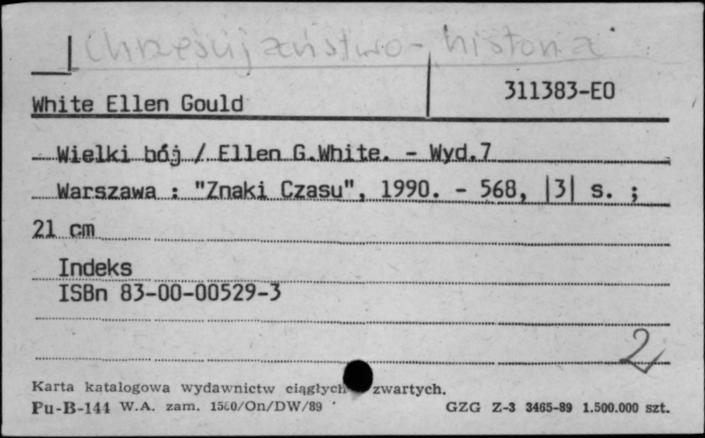 Chrześcijaństwo - historia
White Ellen Gould
311383-EO
Wielki bój / Ellen G.White. - Wyd.7
Warszawa : "Znaki Czasu", 1990. - 568, |3| s. ;
21 cm
Indeks
ISBn 83-00-00529-3
2
Karta katalogowa wydawnictw ciągłych zwartych.
Pu-B-144 W.A. zam. 1560/On/DW/89
GZG Z-3 3465-89 1.500.000 szt.